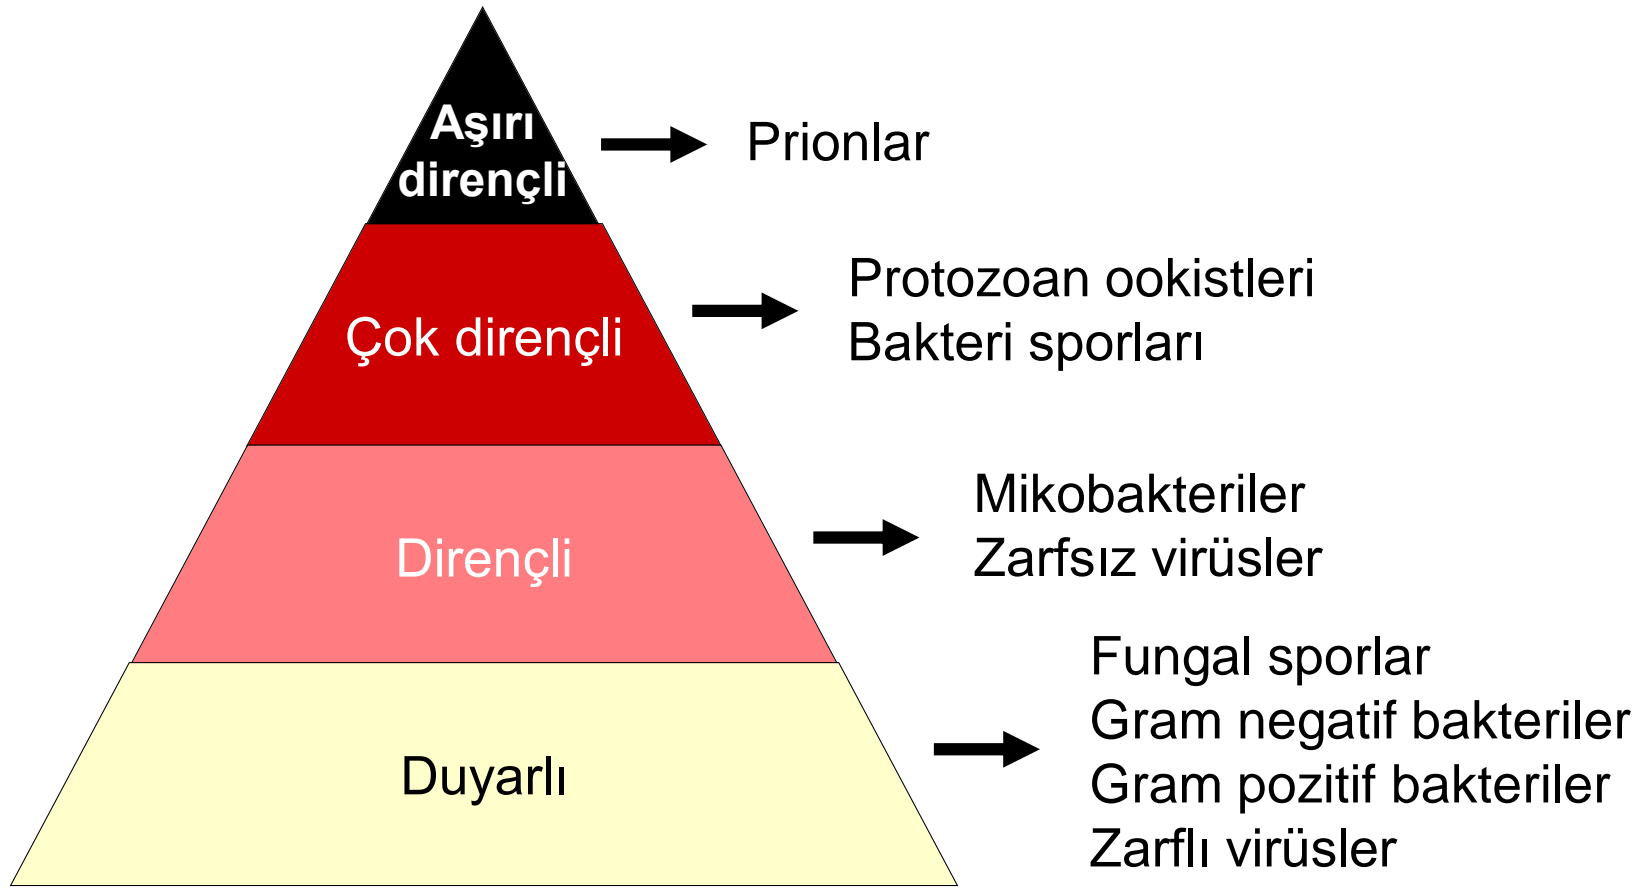 Aşırı
dirençli
Prionlar
Çok dirençli
Protozoan ookistleri
Bakteri sporları
Dirençli
Mikobakteriler
Zarfsız virüsler
Duyarlı
Fungal sporlar
Gram negatif bakteriler
Gram pozitif bakteriler
Zarflı virüsler